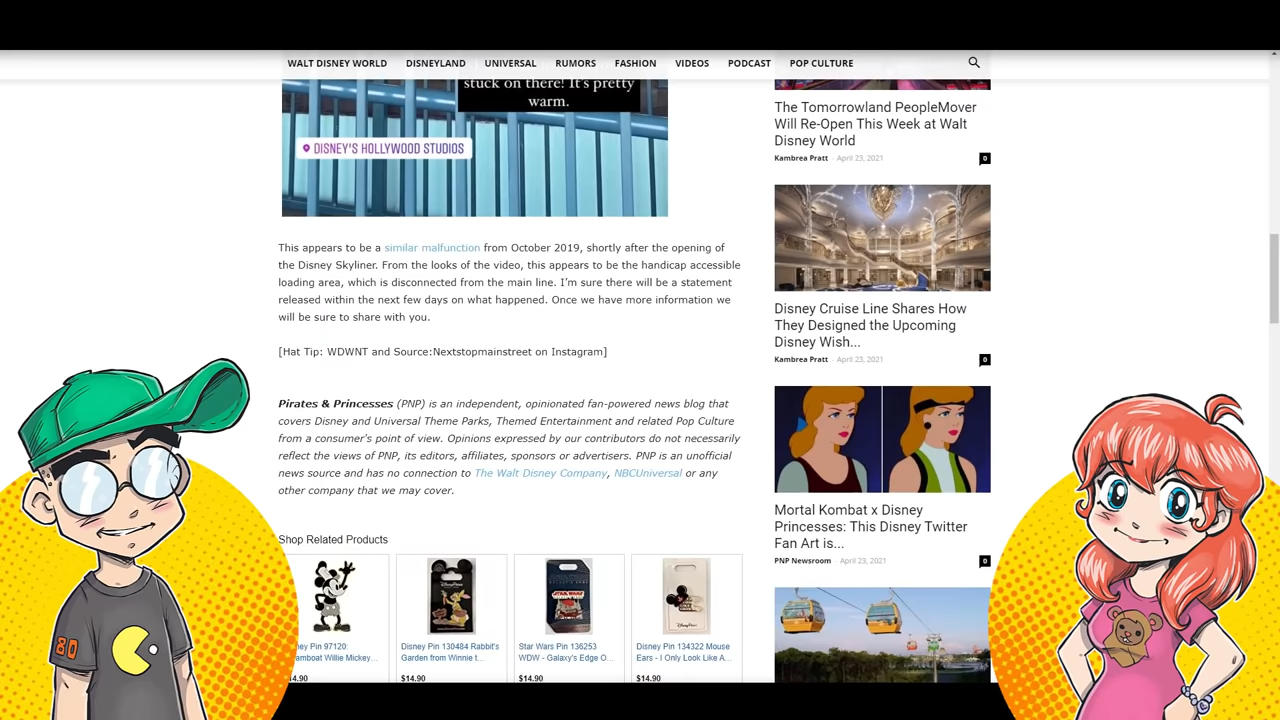 WALT DISNEY WORLD
DISNEYLAND
UNIVERSAL
RUMORS
FASHION
VIDEOS
PODCAST
POP CULTURE
stuck on there! It's pretty
warm.
DISNEY'S HOLLYWOOD STUDIOS
This appears to be a similar malfunction from October 2019, shortly after the opening of
the Disney Skyliner. From the looks of the video, this appears to be the handicap accessible
loading area, which is disconnected from the main line. I'm sure there will be a statement
released within the next few days on what happened. Once we have more information we
will be sure to share with you.
[Hat Tip: WDWNT and Source:Nextstopmainstreet on Instagram]
Pirates & Princesses (PNP) is an independent, opinionated fan-powered news blog that
covers Disney and Universal Theme Parks, Themed Entertainment and related Pop Culture
from a consumer's point of view. Opinions expressed by our contributors do not necessarily
reflect the views of PNP, its editors, affiliates, sponsors or advertisers. PNP is an unofficial
news source and has no connection to The Walt Disney Company, NBCUniversal or any
other company that we may cover.
Shop Related Products
Pin 97120:
Willie Mickey...
14.90
Disney Pin 130484 Rabbit's
Garden from Winnie t...
$14.90
Star Wars Pin 136253
WDW - Galaxy's Edge O...
$14.90
Disney Pin 134322 Mouse
Ears - I Only Look Like A...
$14.90
The Tomorrowland PeopleMover
Will Re-Open This Week at Walt
Disney World
Kambrea Pratt - April 23, 2021
0
Disney Cruise Line Shares How
They Designed the Upcoming
Disney Wish...
Kambrea Pratt - April 23, 2021
0
Mortal Kombat x Disney
Princesses: This Disney Twitter
Fan Art is...
PNP Newsroom - April 23, 2021
0
80